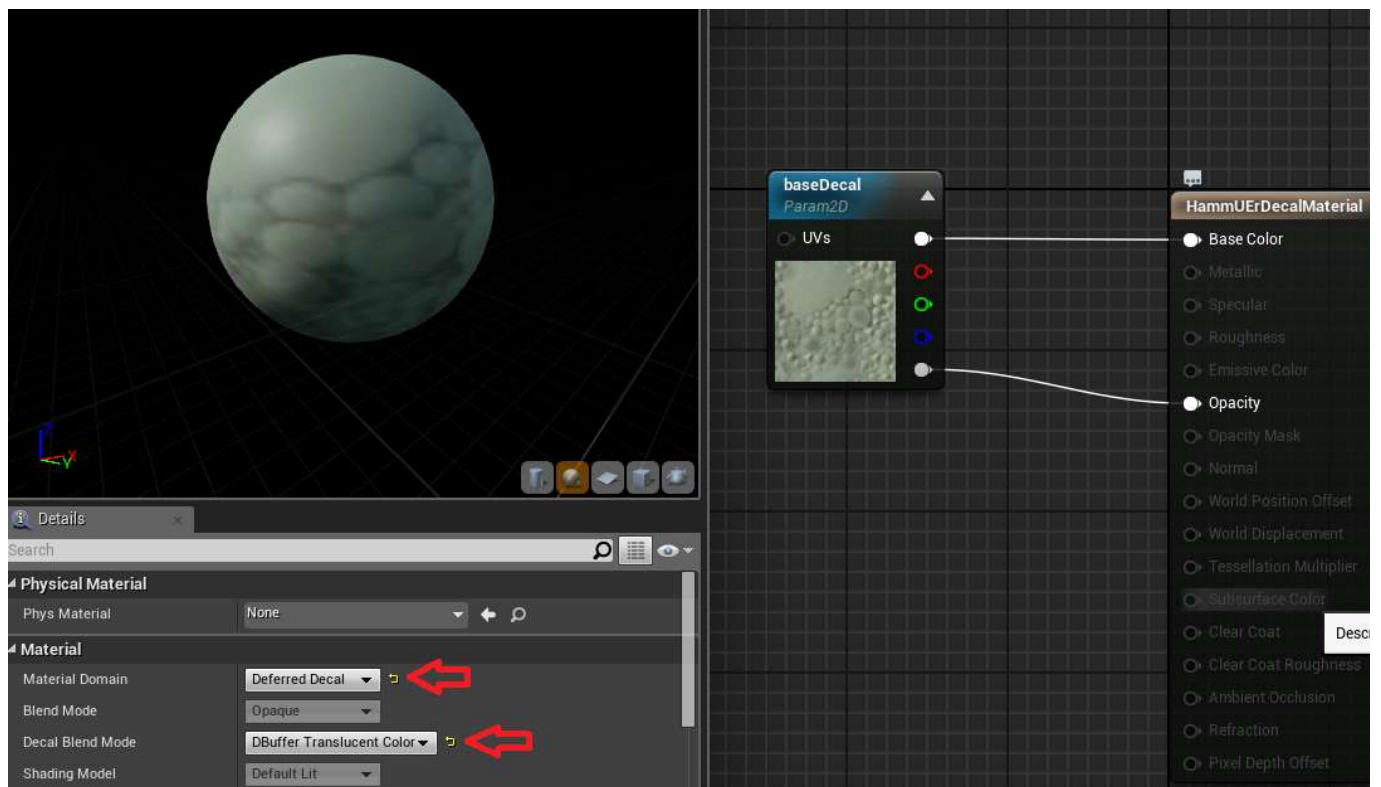 Z
X
Y
Details
Search
Physical Material
Phys Material
None
Material
Material Domain
Deferred Decal
Blend Mode
Opaque
Decal Blend Mode
DBuffer Translucent Color
Shading Model
Default Lit
baseDecal
Param2D
UVs
HammUErDecalMaterial
Base Color
Metallic
Specular
Roughness
Emissive Color
Opacity
Opacity Mask
Normal
World Position Offset
World Displacement
Tessellation Multiplier
Subsurface Color
Clear Coat
Clear Coat Roughness
Ambient Occlusion
Refraction
Pixel Depth Offset